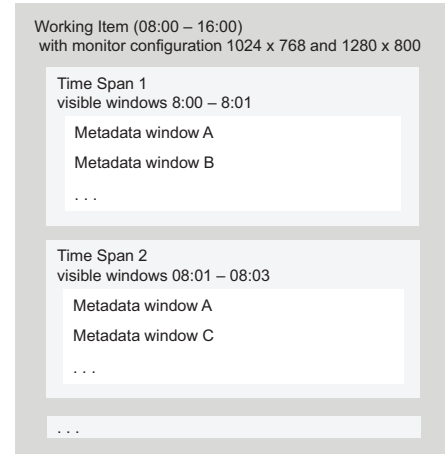 Working Item (08:00 – 16:00)
with monitor configuration 1024 x 768 and 1280 x 800
Time Span 1
visible windows 8:00 – 8:01
Metadata window A
Metadata window B
. . .
Time Span 2
visible windows 08:01 – 08:03
Metadata window A
Metadata window C
. . .
. . .